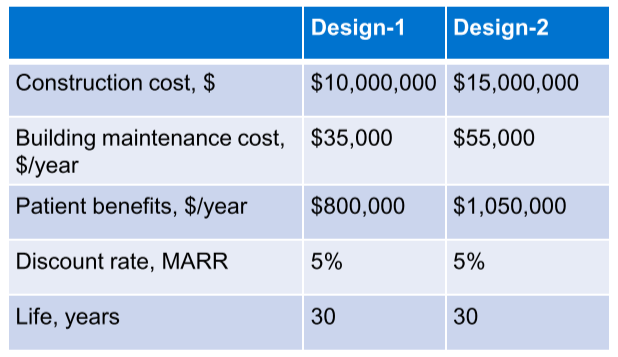 Design-1 Design-2
Construction cost, $ $10,000,000 $15,000,000
Building maintenance cost, $35,000 $55,000
$/year
Patient benefits, $/year $800,000 $1,050,000
Discount rate, MARR 5% 5%
Life, years 30 30